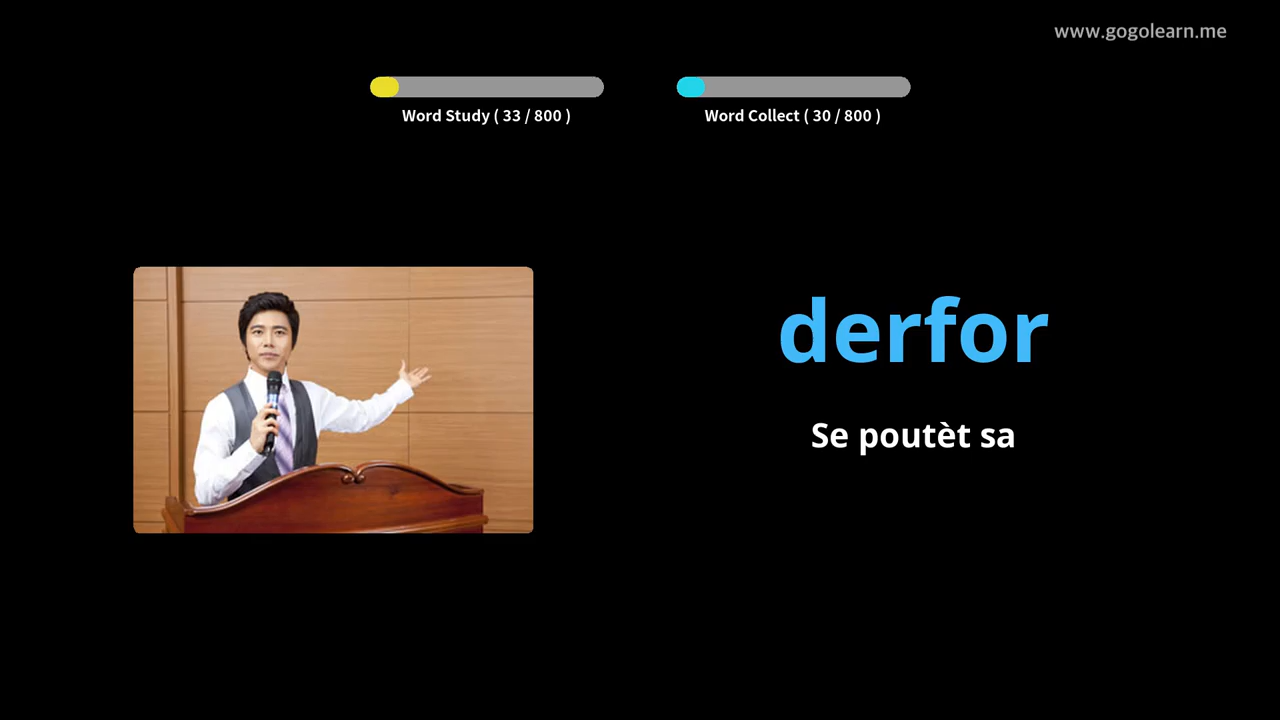 www.gogolearn.me
Word Study ( 33 / 800 )
Word Collect ( 30 / 800 )
derfor
Se poutèt sa